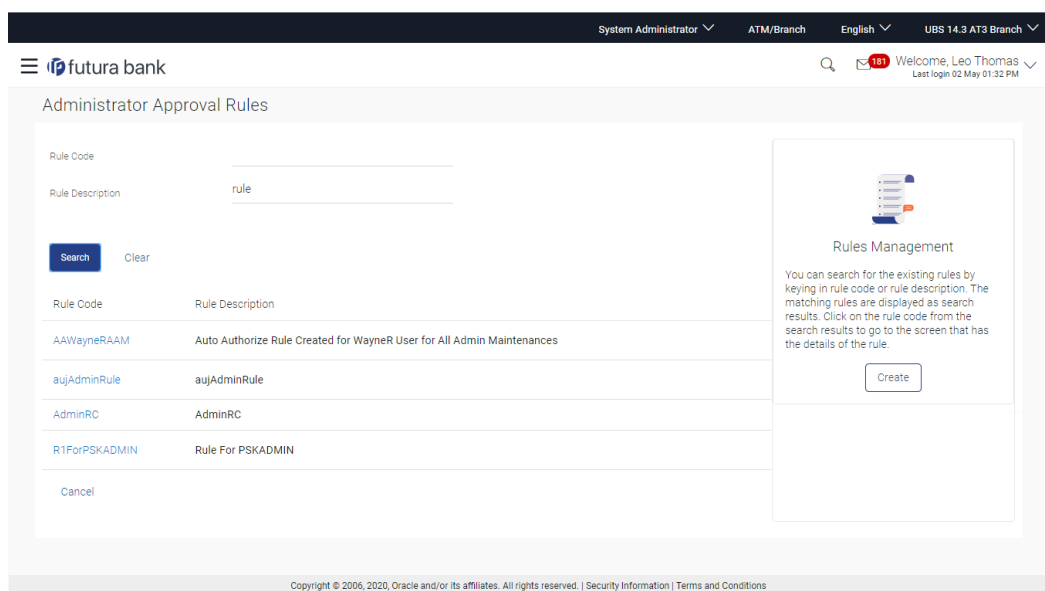 System Administrator ATM/Branch English UBS 14.3 AT3 Branch
futura bank 181 Welcome, Leo Thomas
Last login 02 May 01:32 PM
Administrator Approval Rules
Rule Code
Rule Description rule
Search Clear
Rule Code Rule Description
AAWayneRAAM Auto Authorize Rule Created for WayneR User for All Admin Maintenances
aujAdminRule aujAdminRule
AdminRC AdminRC
R1ForPSKADMIN Rule For PSKADMIN
Cancel
Rules Management
You can search for the existing rules by
keying in rule code or rule description. The
matching rules are displayed as search
results. Click on the rule code from the
search results to go to the screen that has
the details of the rule.
Create
Copyright © 2006, 2020, Oracle and/or its affiliates. All rights reserved. | Security Information | Terms and Conditions